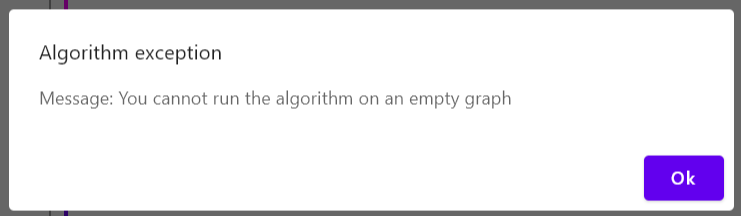 Algorithm exception
Message: You cannot run the algorithm on an empty graph
Ok